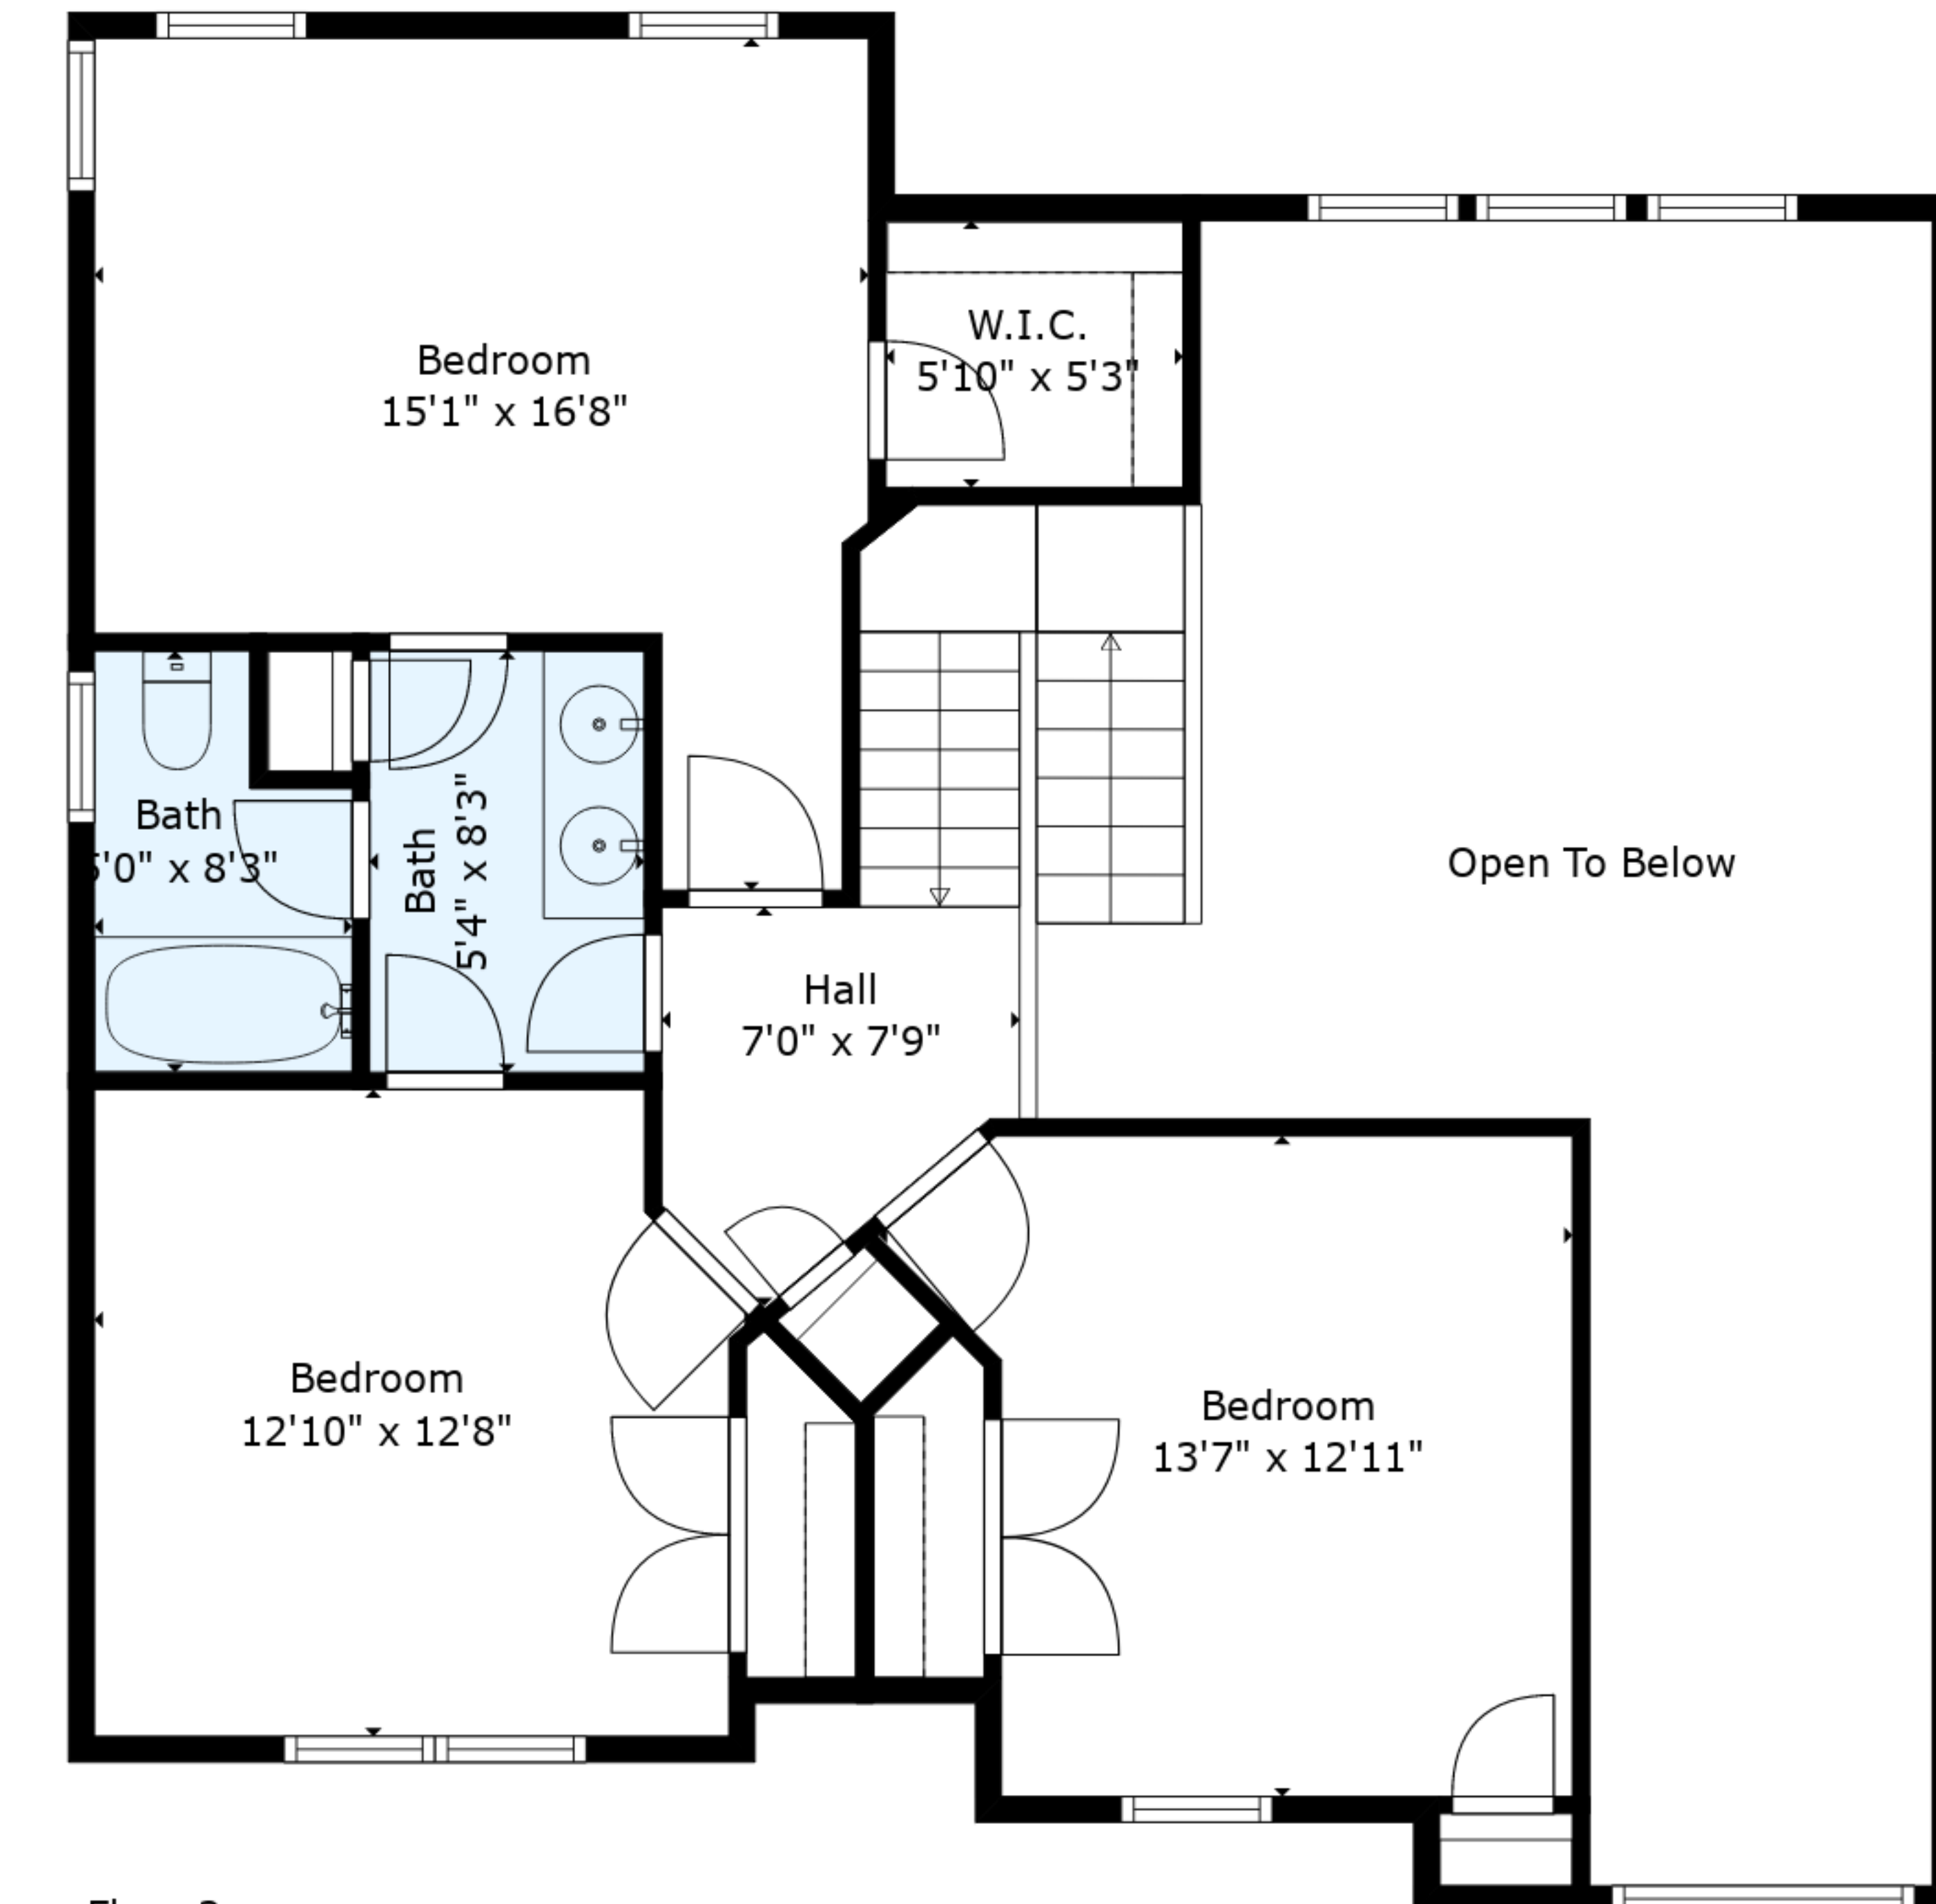 Bedroom
15'1" x 16'8"
W.I.C.
5'10" x 5'3"
Bath
5'0" x 8'3"
Bath
5'4" x 8'3"
Open To Below
Hall
7'0" x 7'9"
Bedroom
12'10" x 12'8"
Bedroom
13'7" x 12'11"